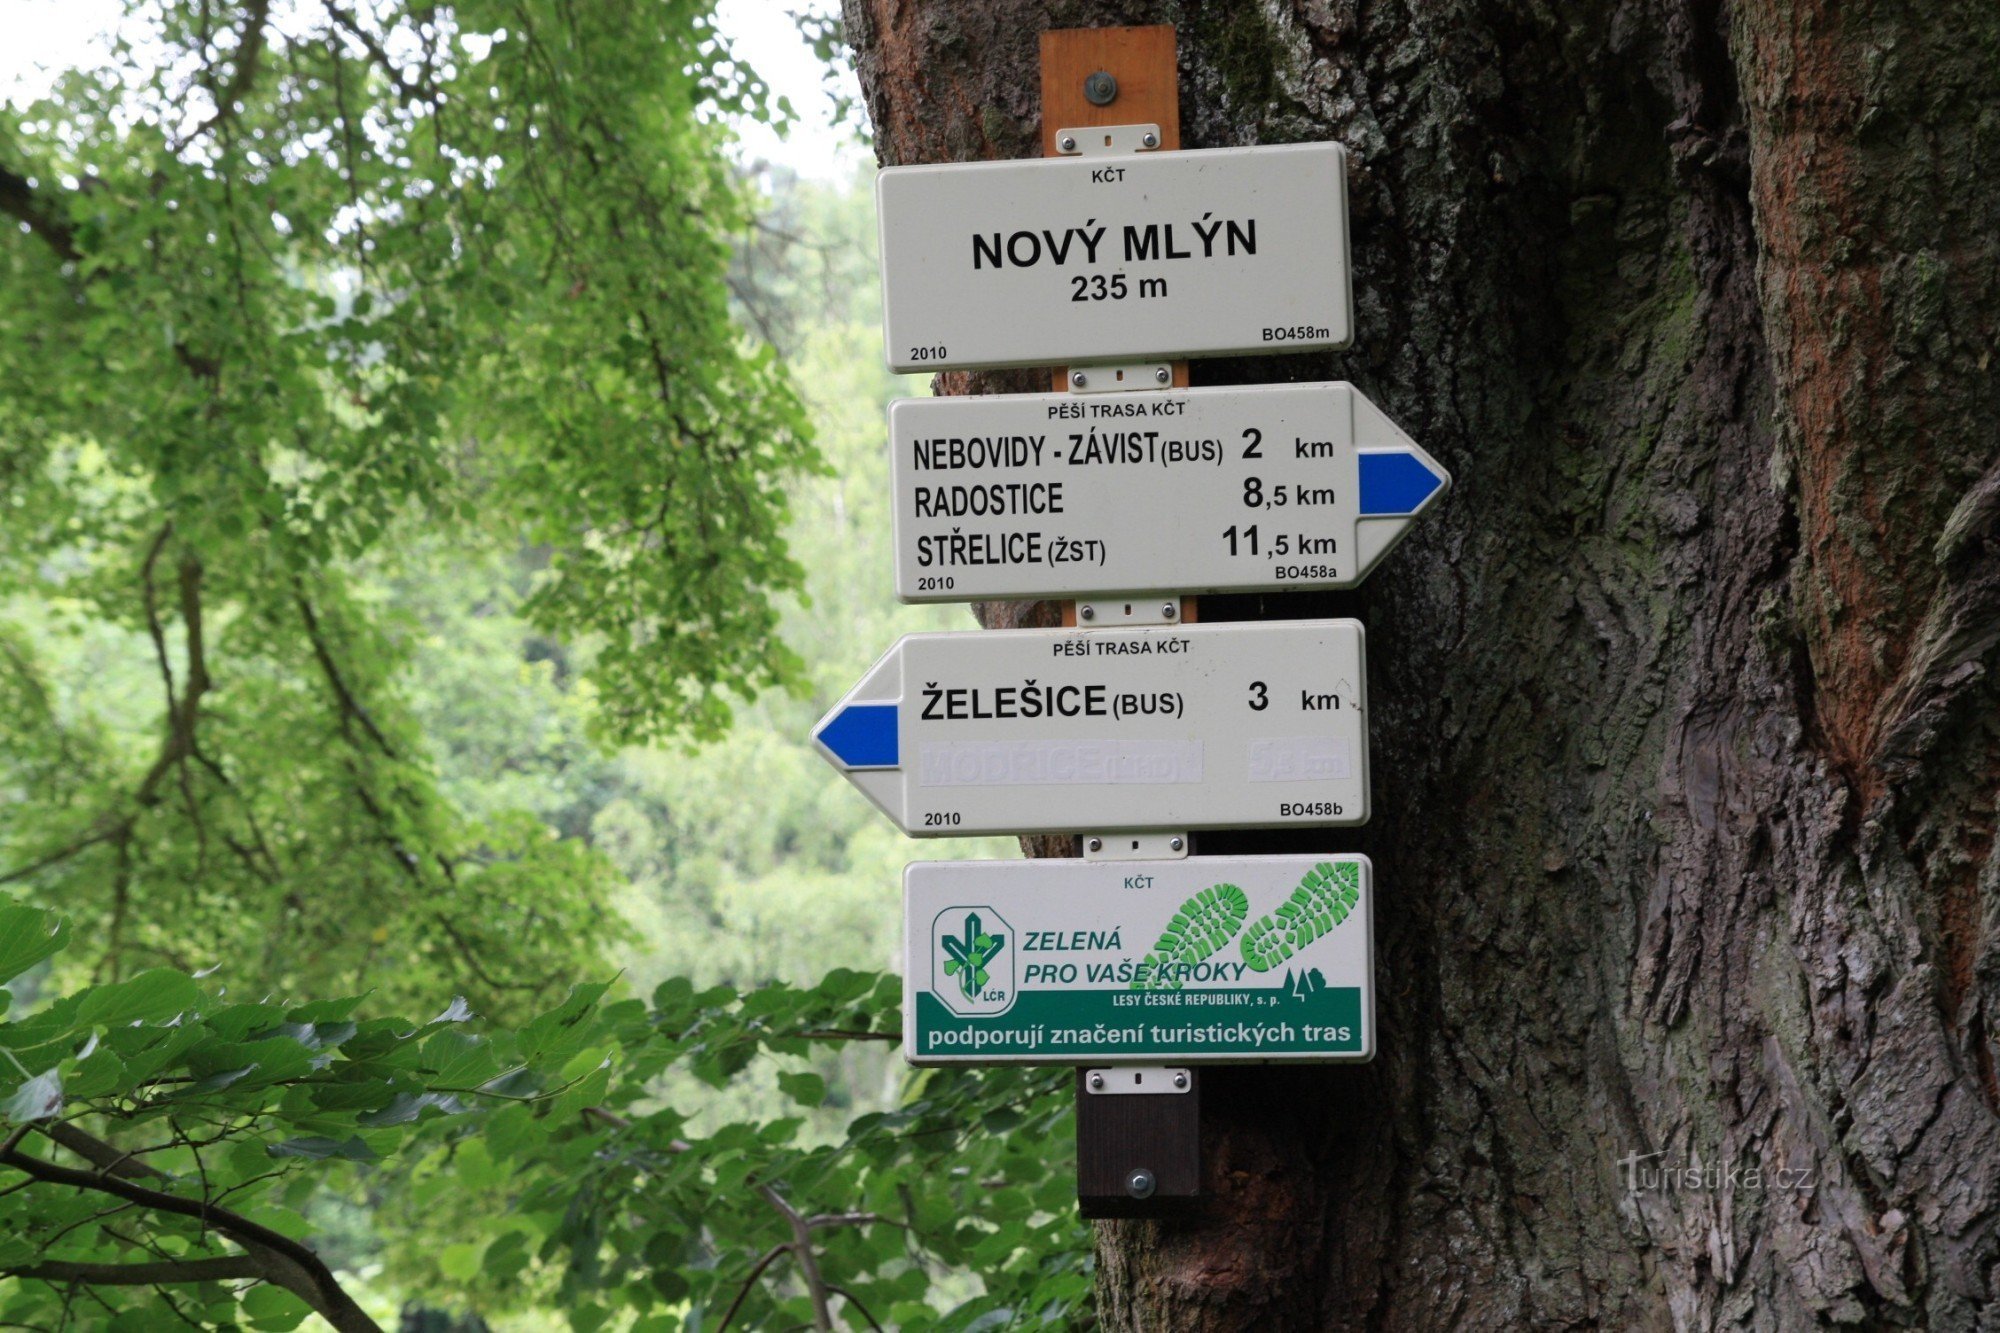 KČT
NOVÝ MLÝN
235 m
2010 BO458m
PĚŠÍ TRASA KČT
NEBOVIDY - ZÁVIST (BUS) 2 km
RADOSTICE 8,5 km
STŘELICE (ŽST) 11,5 km
2010 BO458a
PĚŠÍ TRASA KČT
ŽELEŠICE (BUS) 3 km
MODŘICE
2010 BO458b
KČT
ZELENÁ
PRO VAŠE KROKY
LČR
LESY ČESKÉ REPUBLIKY, s. p.
podporují značení turistických tras
Turistika.cz